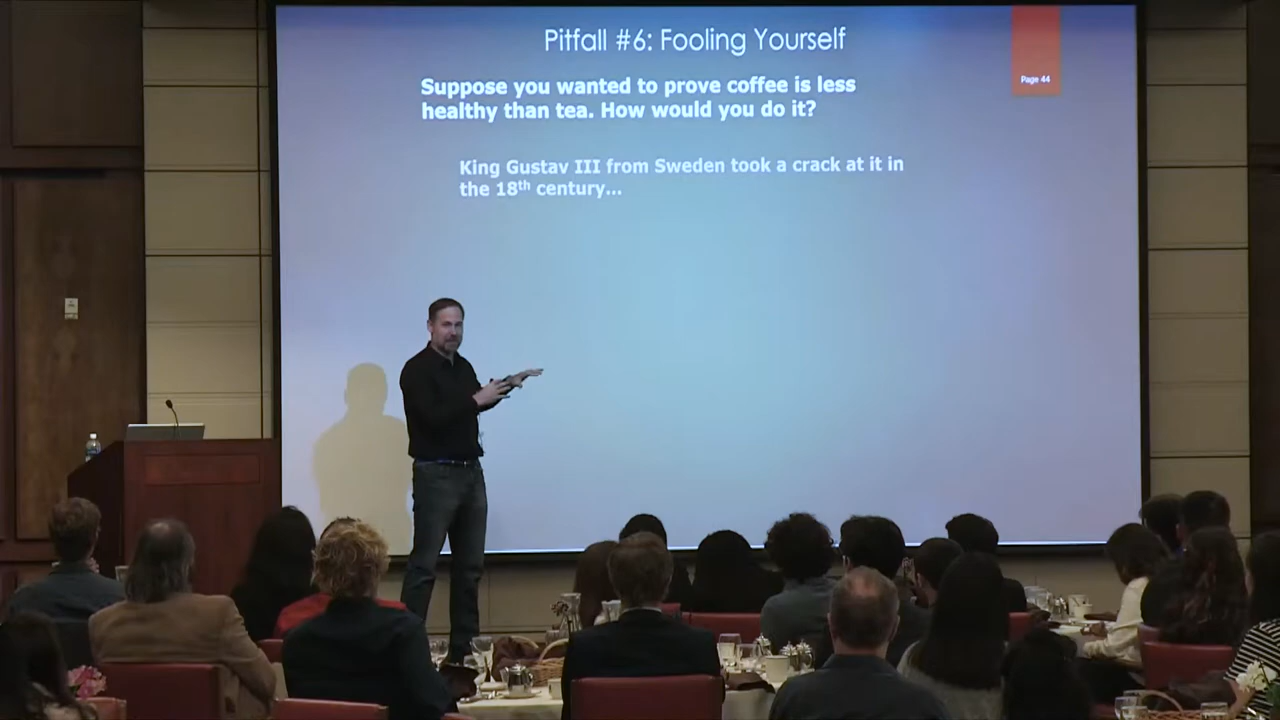 Pitfall #6: Fooling Yourself
Page 44
Suppose you wanted to prove coffee is less
healthy than tea. How would you do it?
King Gustav III from Sweden took a crack at it in
the 18th century...